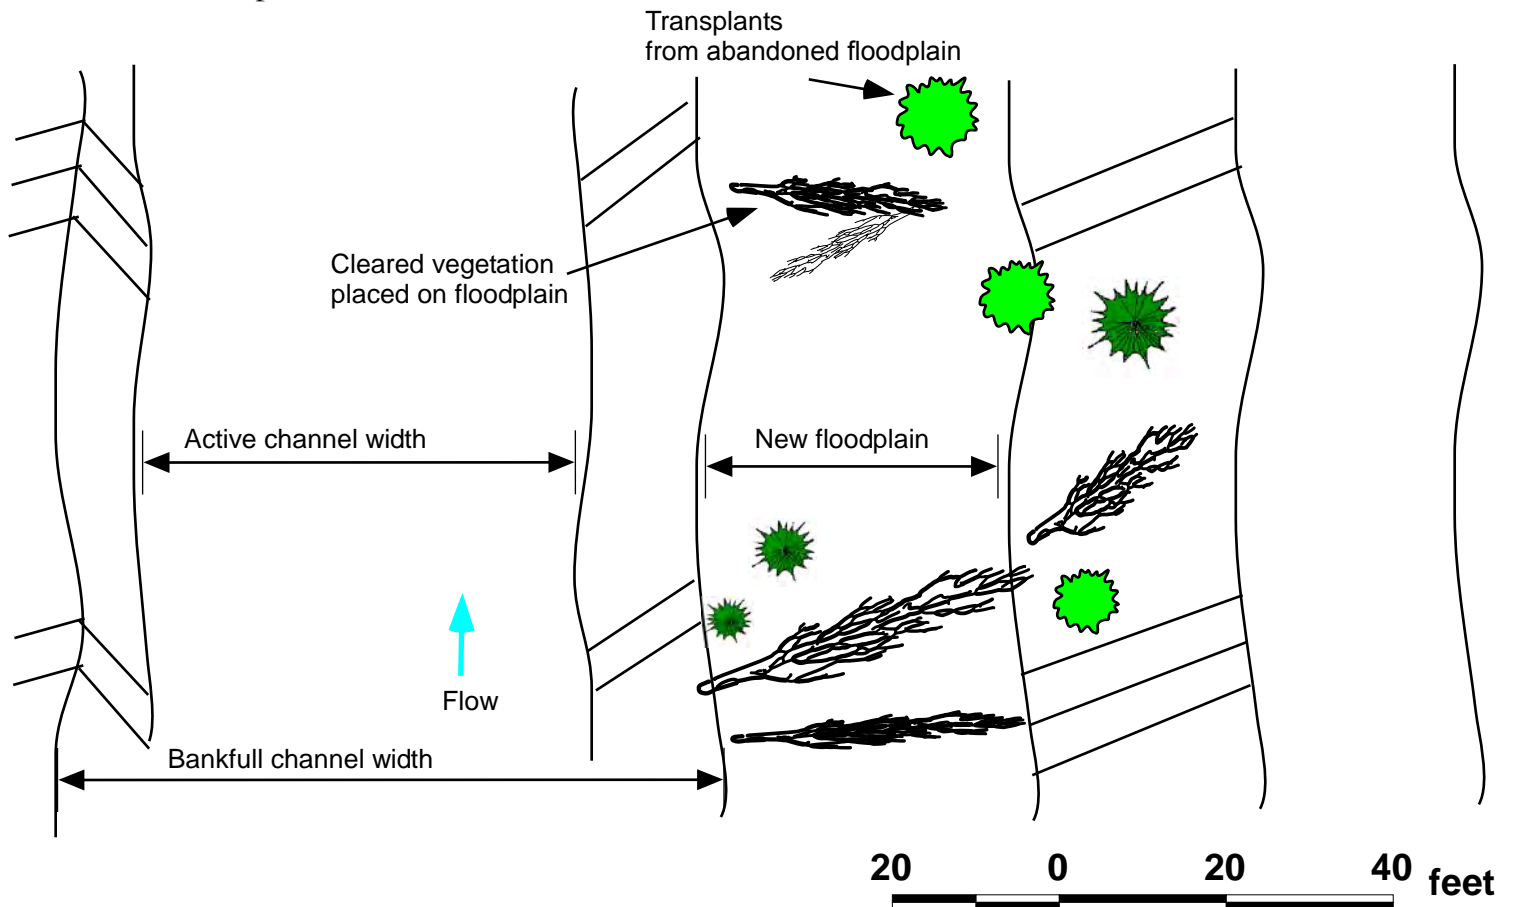 Transplants
from abandoned floodplain
Cleared vegetation
placed on floodplain
Active channel width
New floodplain
Flow
Bankfull channel width
20 0 20 40 feet